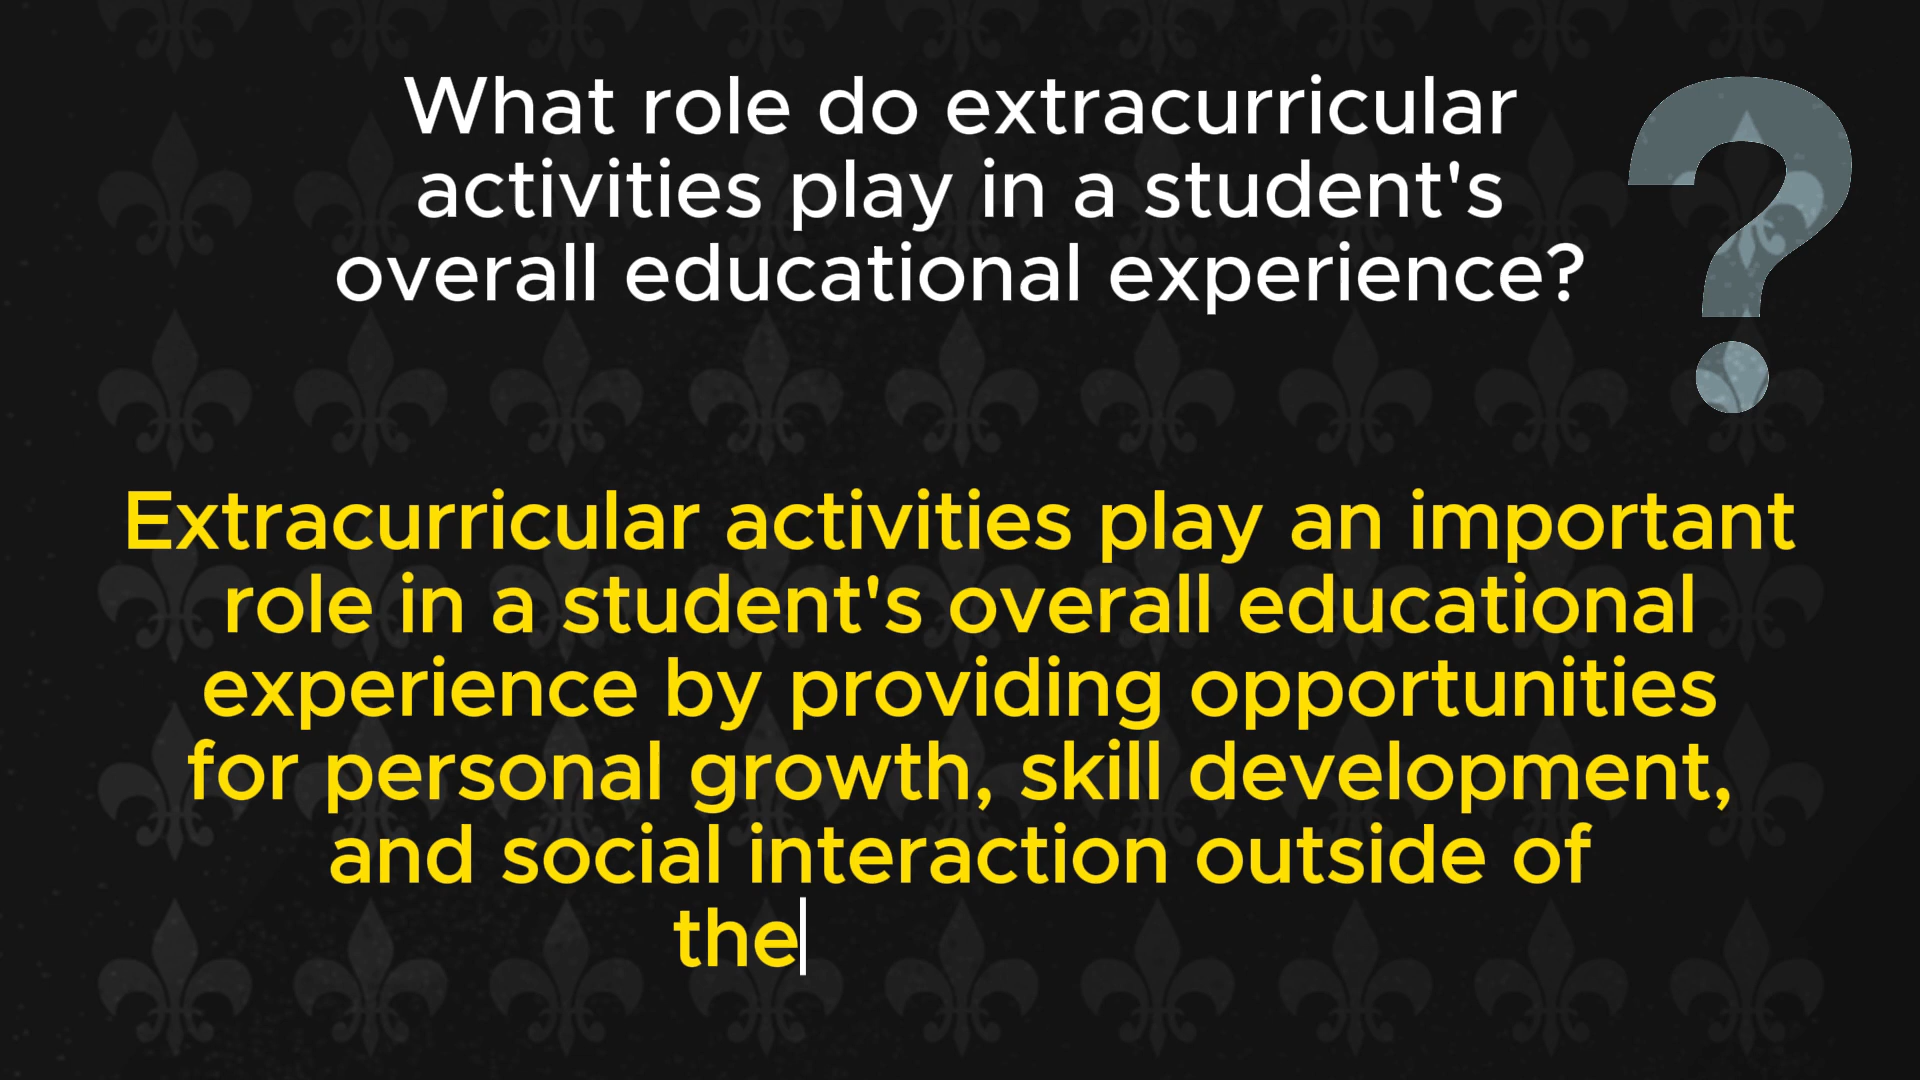 What role do extracurricular
activities play in a student's
overall educational experience?
?
Extracurricular activities play an important
role in a student's overall educational
experience by providing opportunities
for personal growth, skill development,
and social interaction outside of
the